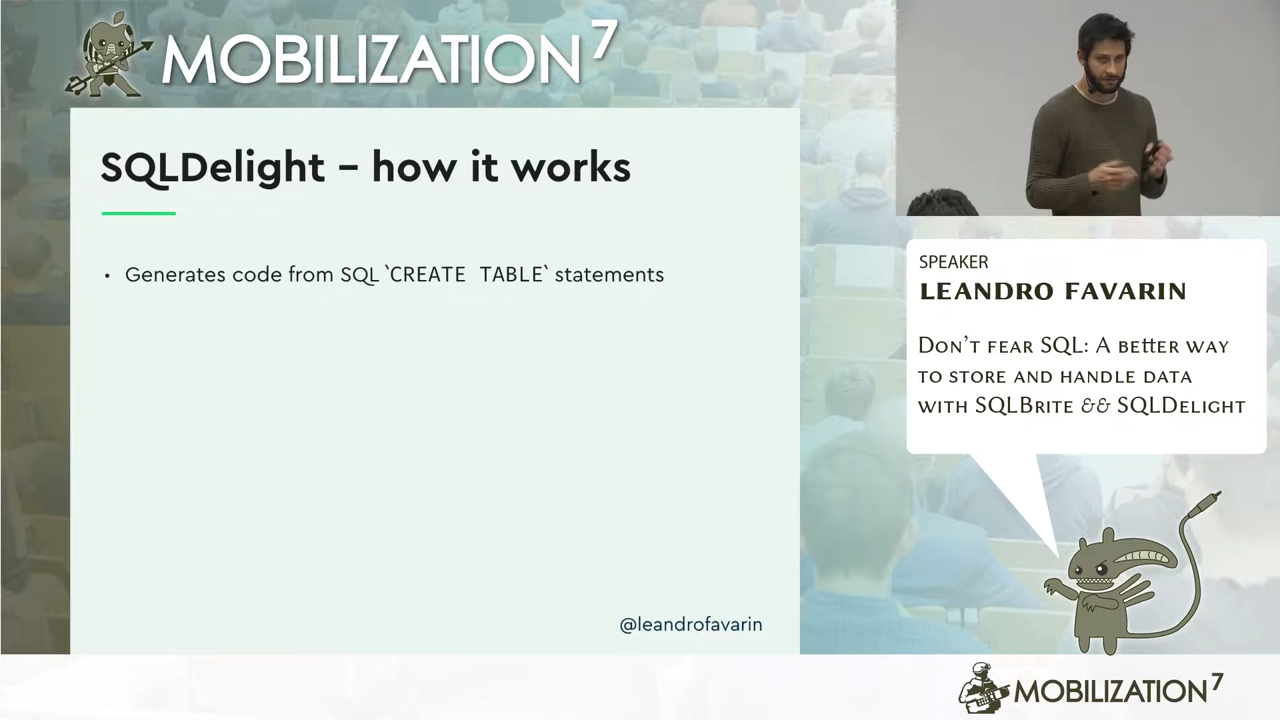 MOBILIZATION 7
SQLDelight – how it works
• Generates code from SQL `CREATE TABLE` statements
@leandrofavarin
SPEAKER
LEANDRO FAVARIN
DON'T FEAR SQL: A BETTER WAY
TO STORE AND HANDLE DATA
WITH SQLBRITE && SQLDELIGHT
MOBILIZATION 7